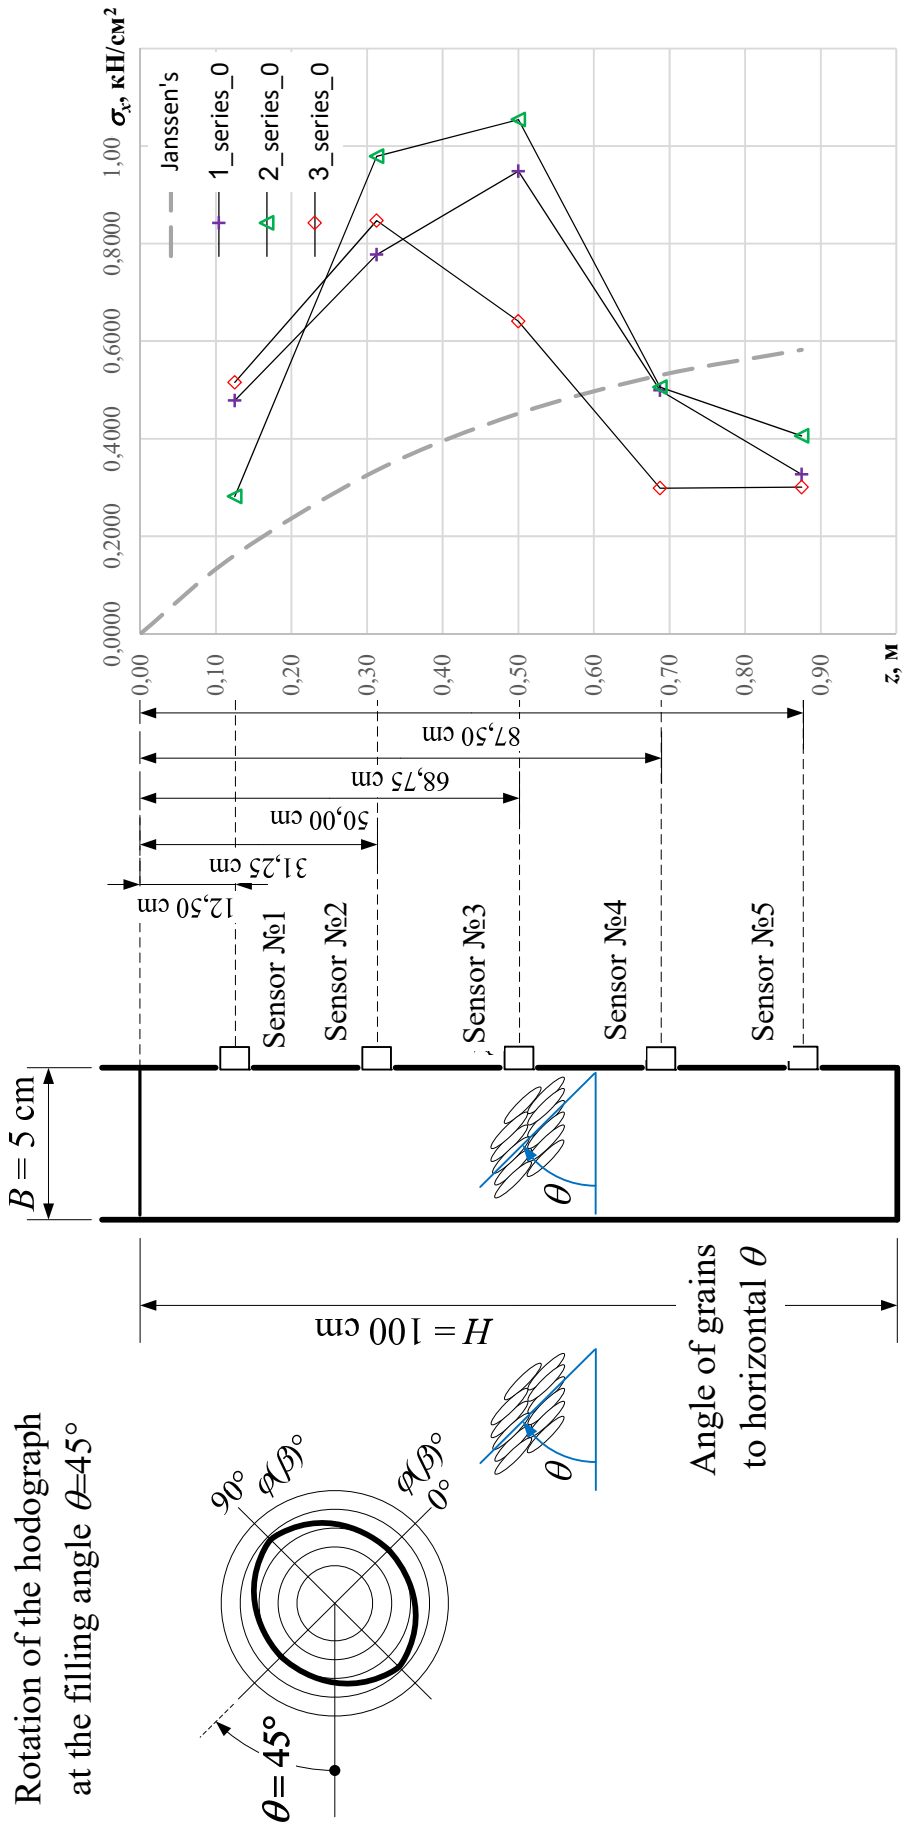 Rotation of the hodograph
at the filling angle θ=45°
90°
φ(β)°
φ(β)°
0°
θ=45°
θ
H = 100 cm
Angle of grains
to horizontal θ
B = 5 cm
θ
Sensor №1
Sensor №2
Sensor №3
Sensor №4
Sensor №5
12,50 cm
31,25 cm
50,00 cm
68,75 cm
87,50 cm
σx, кН/см²
0,0000
0,2000
0,4000
0,6000
0,8000
1,00
0,00
0,10
0,20
0,30
0,40
0,50
0,60
0,70
0,80
0,90
z, м
Janssen's
1_series_0
2_series_0
3_series_0